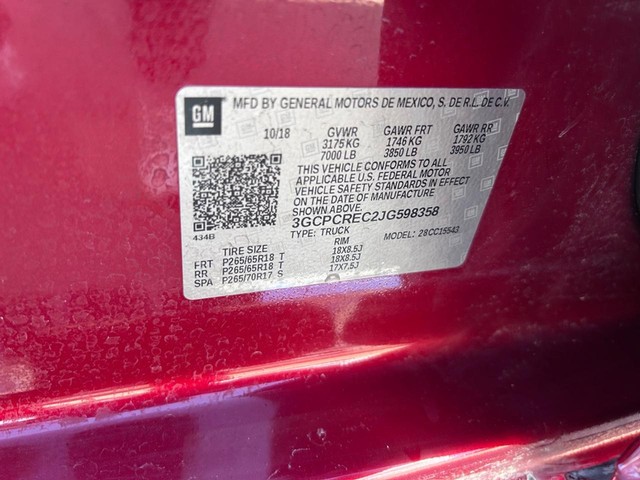 GM
MFD BY GENERAL MOTORS DE MEXICO, S. DE R.L. DE C.V.
10/18 GVWR GAWR FRT GAWR RR
3175 KG 1746 KG 1792 KG
7000 LB 3850 LB 3950 LB
THIS VEHICLE CONFORMS TO ALL
APPLICABLE U.S. FEDERAL MOTOR
VEHICLE SAFETY STANDARDS IN EFFECT
ON THE DATE OF MANUFACTURE
SHOWN ABOVE.
3GCPCREC2JG598358
434B TYPE: TRUCK MODEL: 28CC15543
TIRE SIZE RIM
FRT P265/65R18 T 18X8.5J
RR P265/65R18 T 18X8.5J
SPA P265/70R17 S 17X7.5J